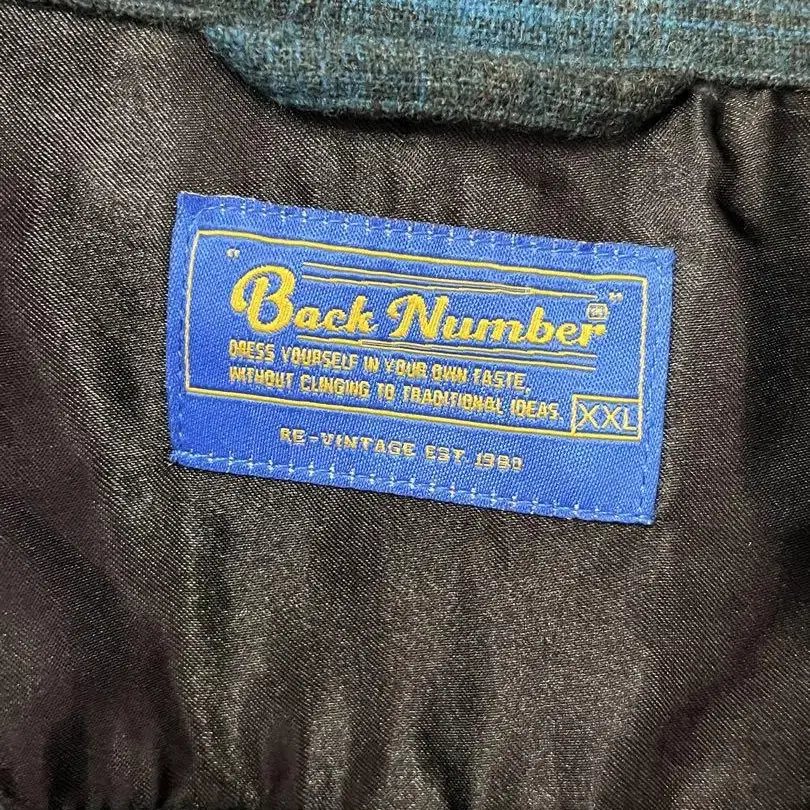 "Back Number"
DRESS YOURSELF IN YOUR OWN TASTE,
WITHOUT CLINGING TO TRADITIONAL IDEAS.
XXL
RE-VINTAGE EST 1980